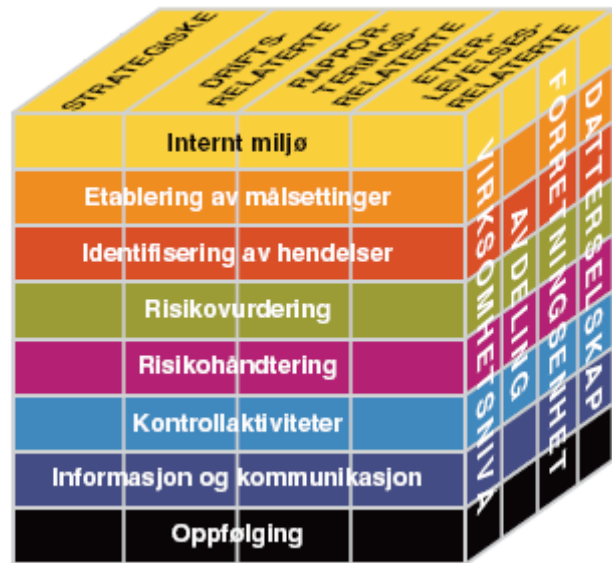 STRATEGISKE
DRIFTS-
RELATERTE
RAPPOR-
TERINGS-
RELATERTE
ETTER-
LEVELSES-
RELATERTE
Internt miljø
Etablering av målsettinger
Identifisering av hendelser
Risikovurdering
Risikohåndtering
Kontrollaktiviteter
Informasjon og kommunikasjon
Oppfølging
VIRKSOMHETSNIVÅ
AVDELING
FORRETNINGSENHET
DATTERSELSKAP